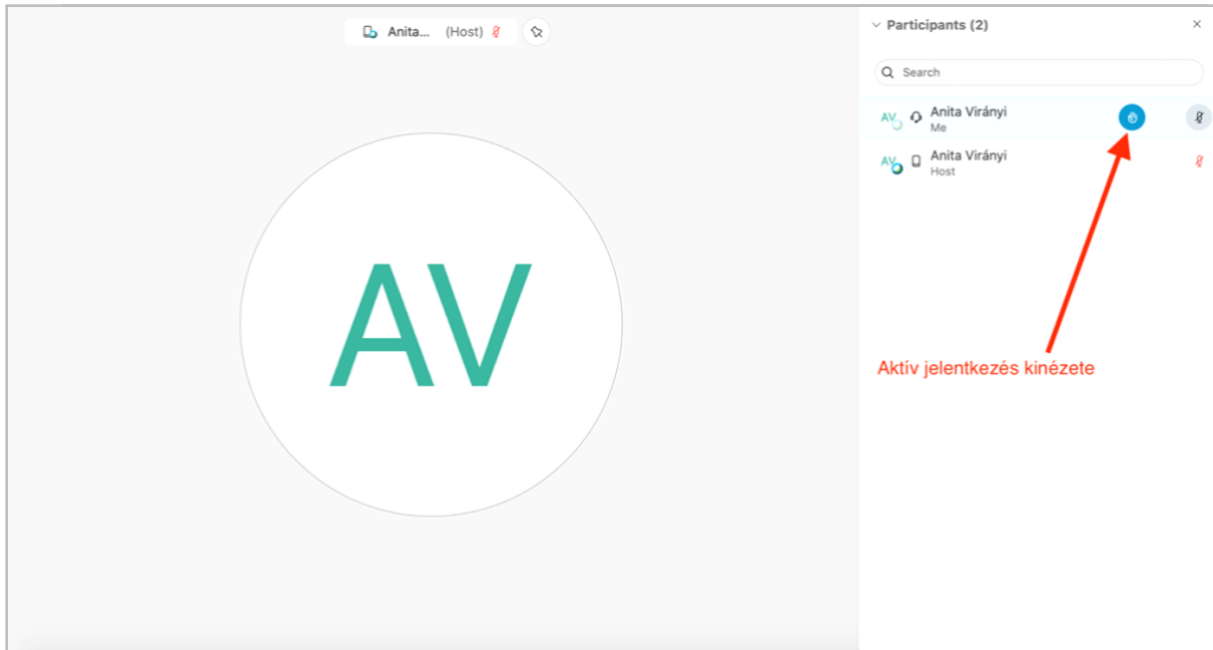 Anita... (Host)
Participants (2)
Search
AV Anita Virányi
Me
AV Anita Virányi
Host
AV
Aktív jelentkezés kinézete